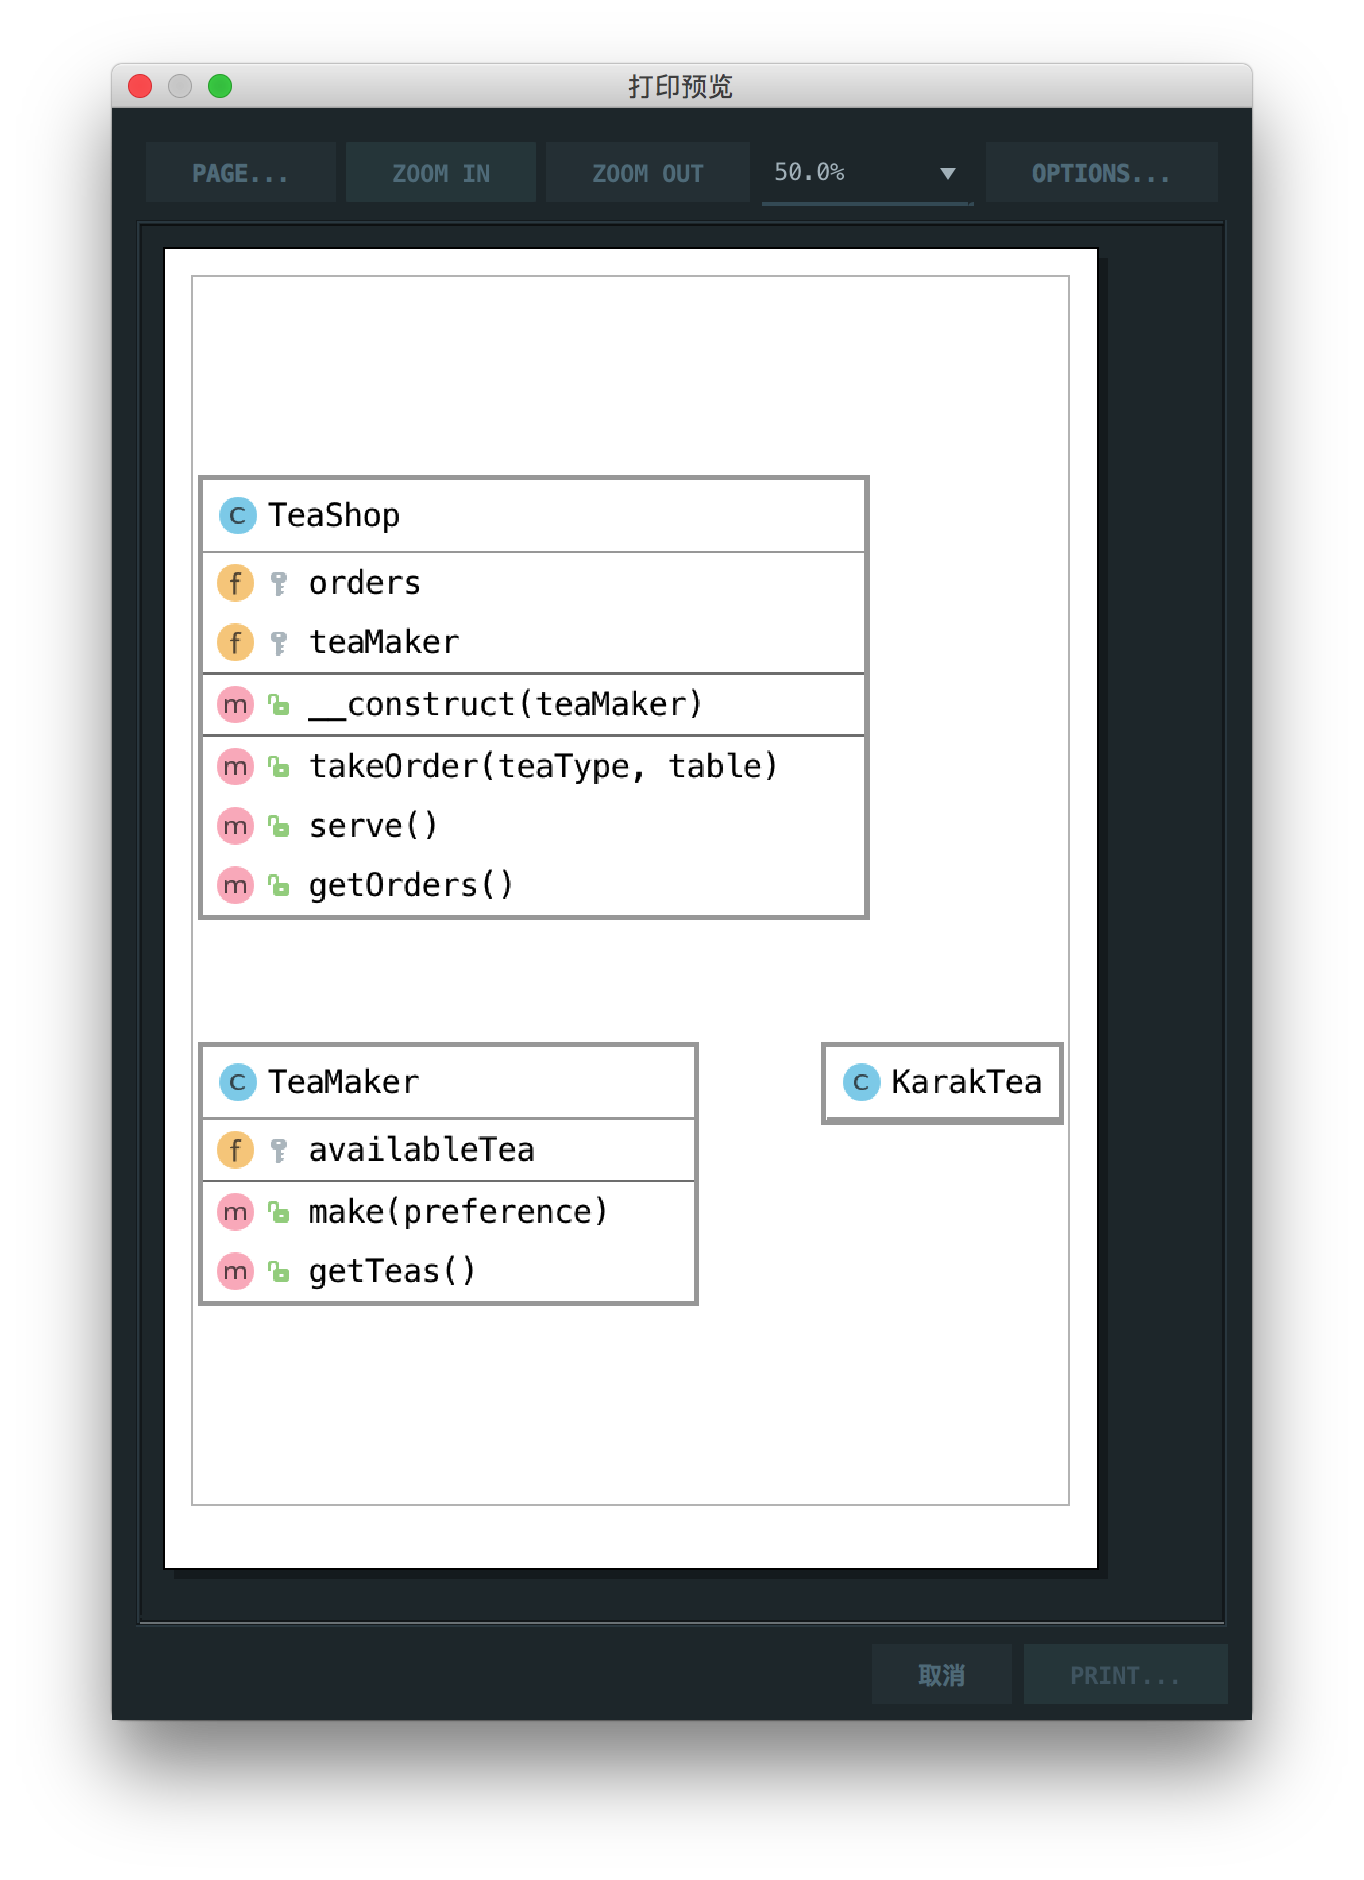 打印预览
PAGE... ZOOM IN ZOOM OUT 50.0% OPTIONS...
C TeaShop
f orders
f teaMaker
m __construct(teaMaker)
m takeOrder(teaType, table)
m serve()
m getOrders()
C TeaMaker
f availableTea
m make(preference)
m getTeas()
C KarakTea
取消 PRINT...